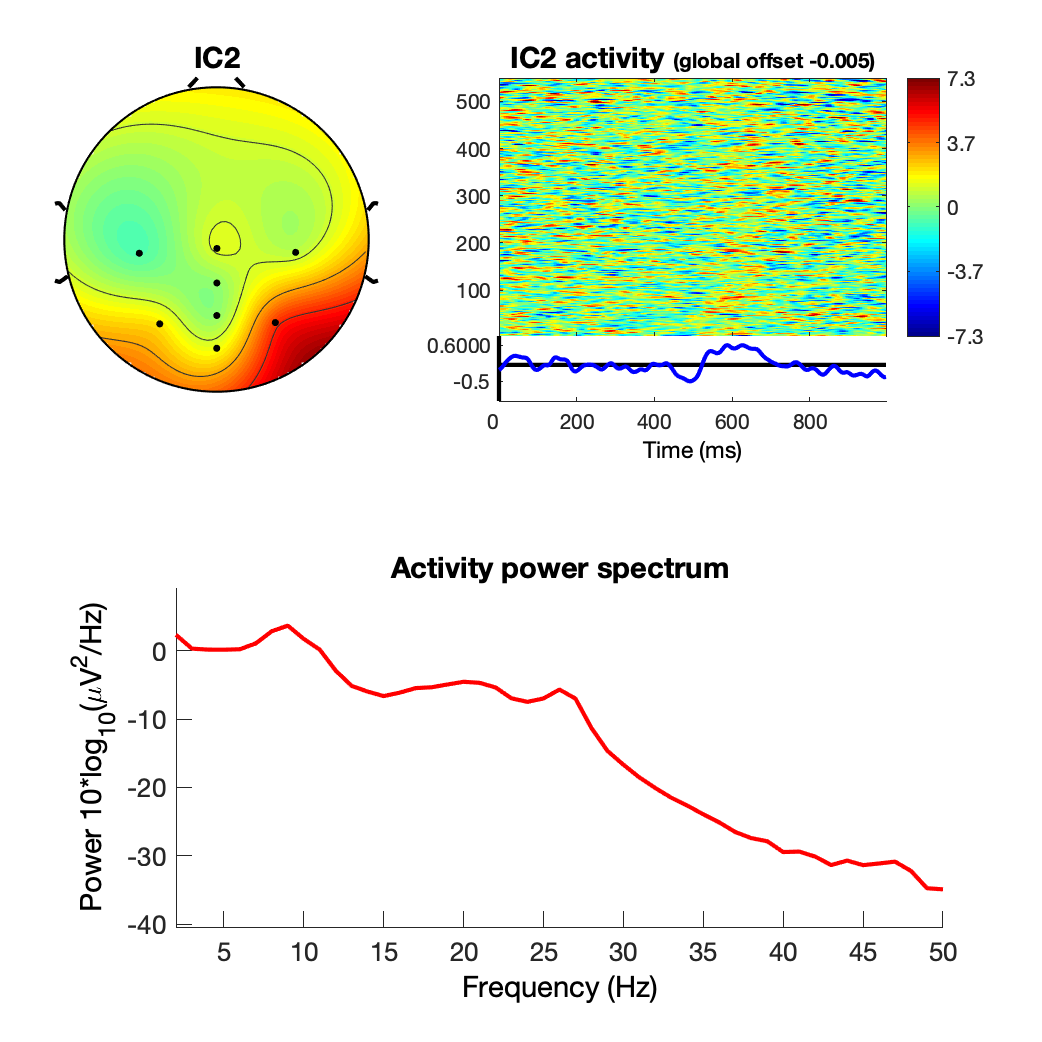 IC2
IC2 activity (global offset -0.005)
500
400
300
200
100
7.3
3.7
0
-3.7
-7.3
0.6000
-0.5
0 200 400 600 800
Time (ms)
Activity power spectrum
Power 10*log10(μV2/Hz)
0
-10
-20
-30
-40
5 10 15 20 25 30 35 40 45 50
Frequency (Hz)